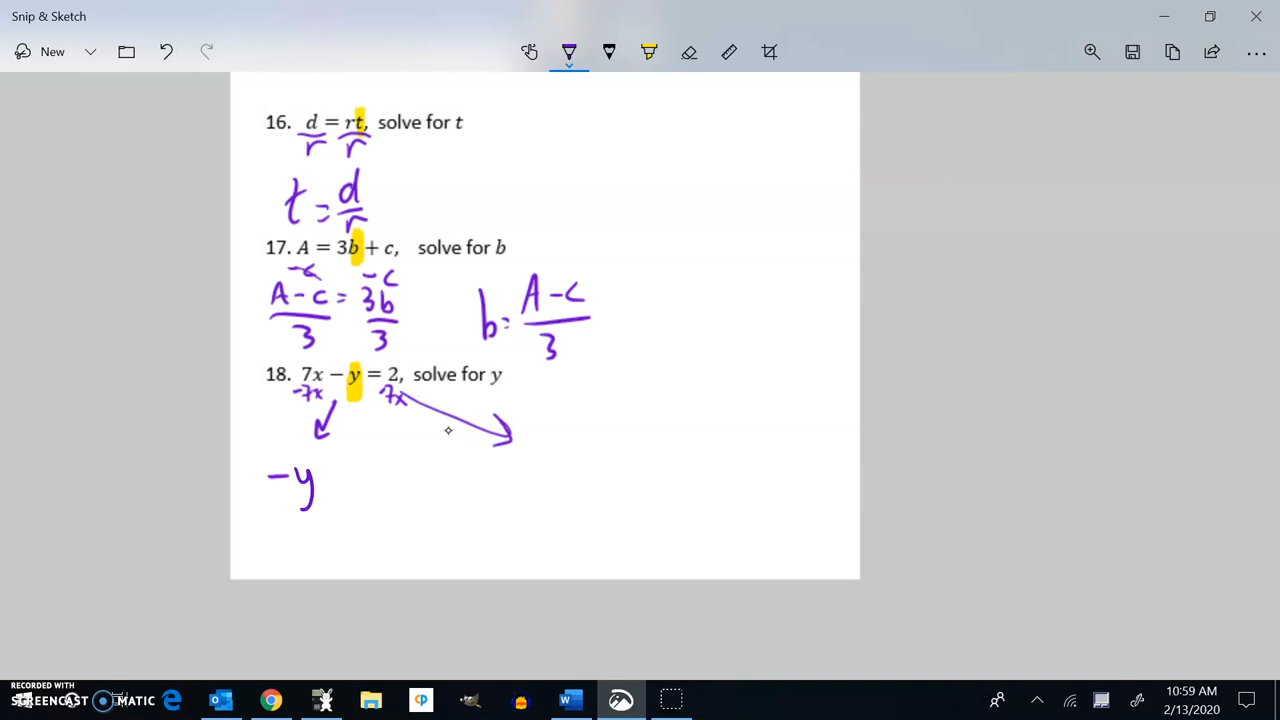 Snip & Sketch
New
16. d = rt, solve for t
r r
t = d/r
17. A = 3b + c, solve for b
-c -c
A - c = 3b
3 3
b = A - c
3
18. 7x − y = 2, solve for y
-7x -7x
-y
RECORDED WITH
SCREENCAST MATIC
10:59 AM
2/13/2020